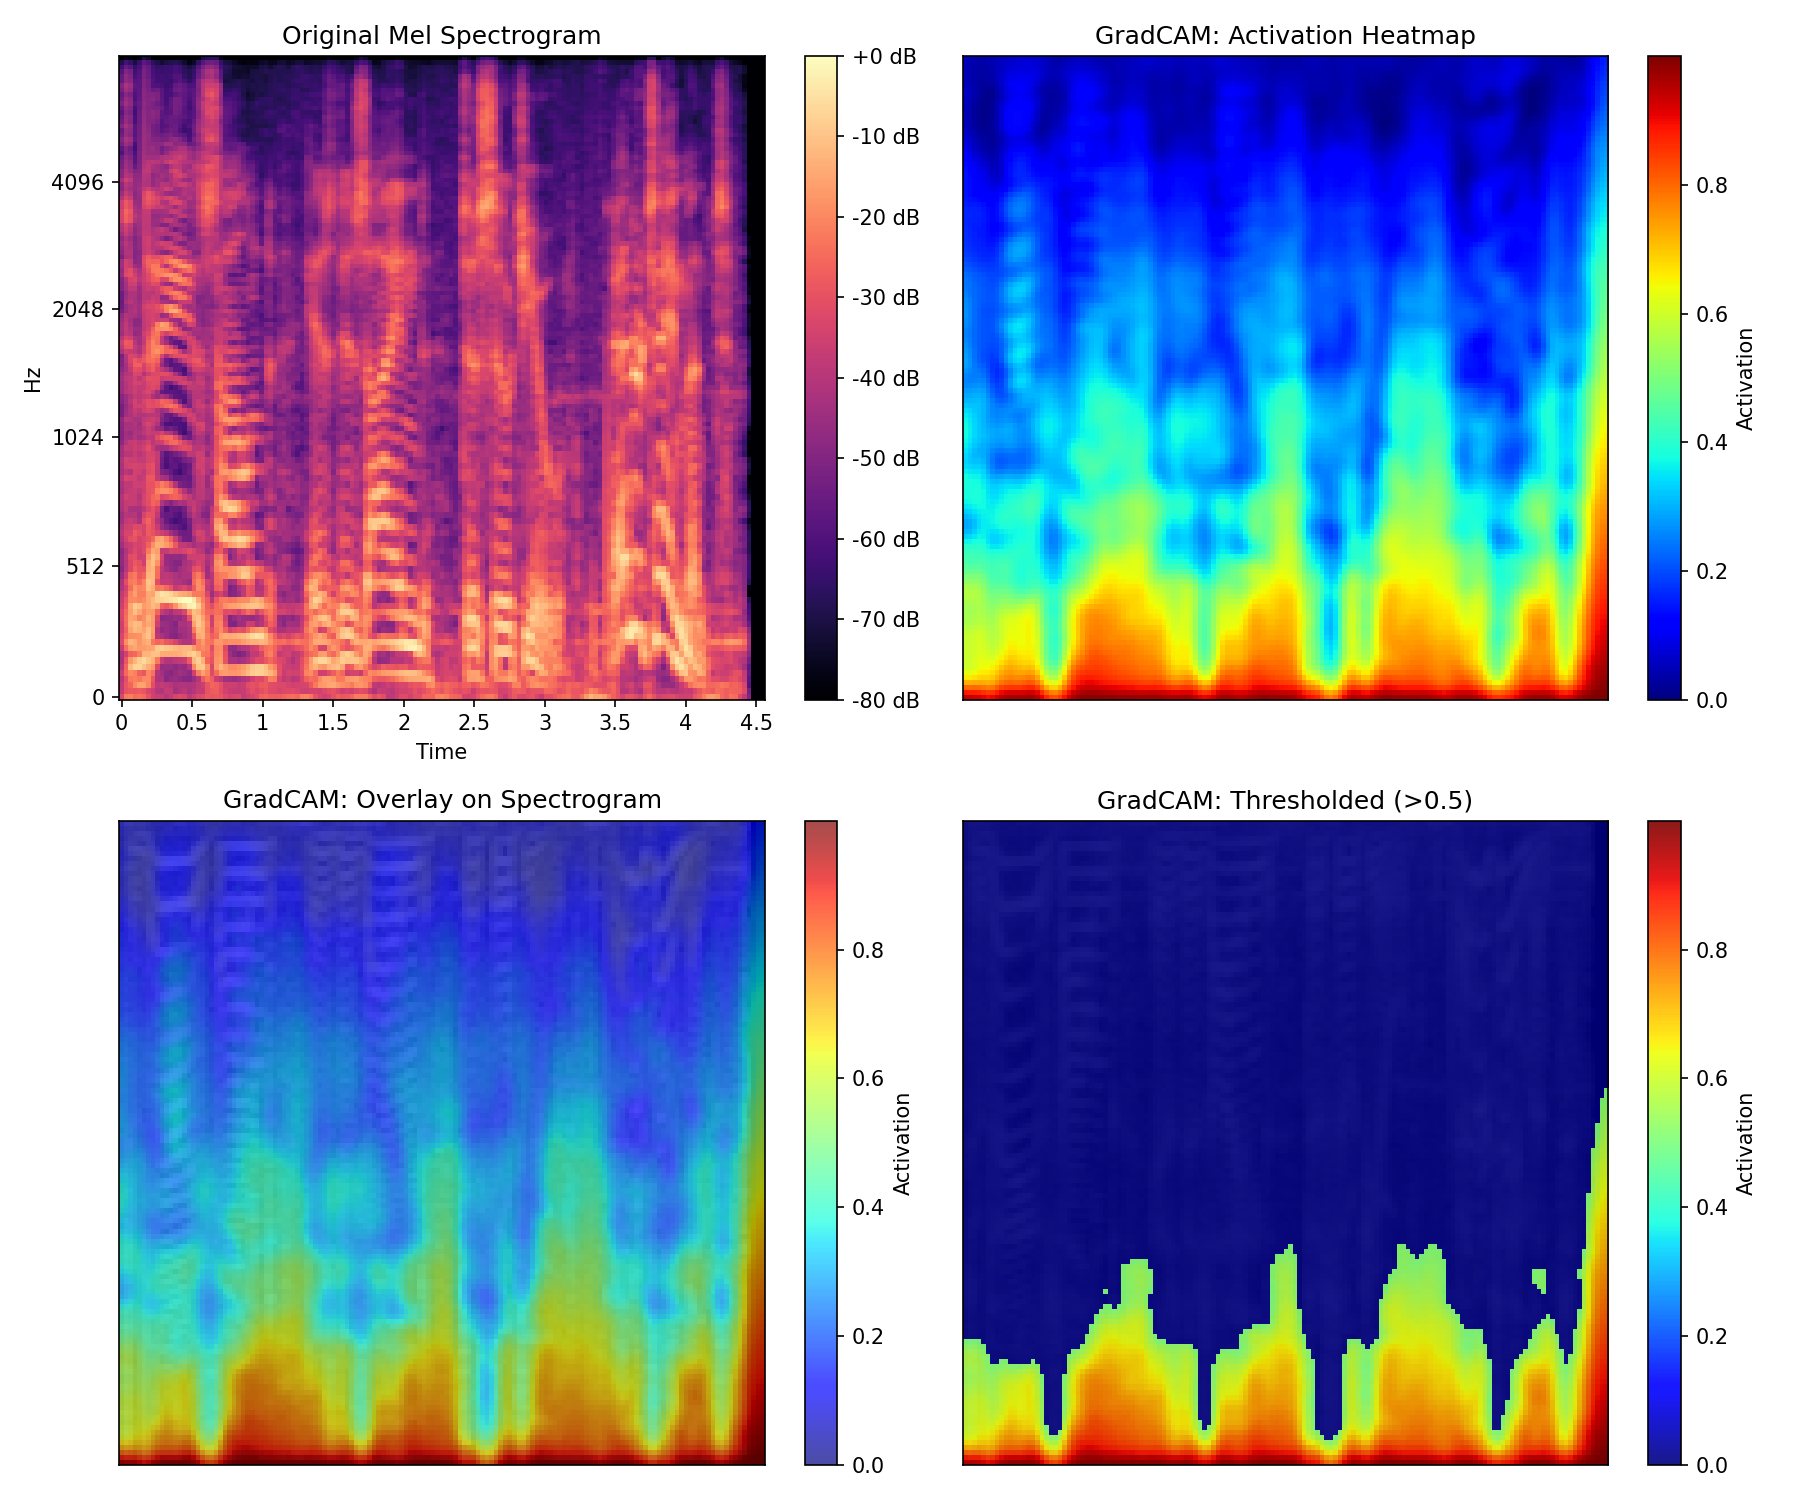 Original Mel Spectrogram
GradCAM: Activation Heatmap
+0 dB
-10 dB
-20 dB
-30 dB
-40 dB
-50 dB
-60 dB
-70 dB
-80 dB
4096
2048
1024
512
0
Hz
0 0.5 1 1.5 2 2.5 3 3.5 4 4.5
Time
0.8
0.6
0.4
0.2
0.0
Activation
GradCAM: Overlay on Spectrogram
GradCAM: Thresholded (>0.5)
0.8
0.6
0.4
0.2
0.0
Activation
0.8
0.6
0.4
0.2
0.0
Activation